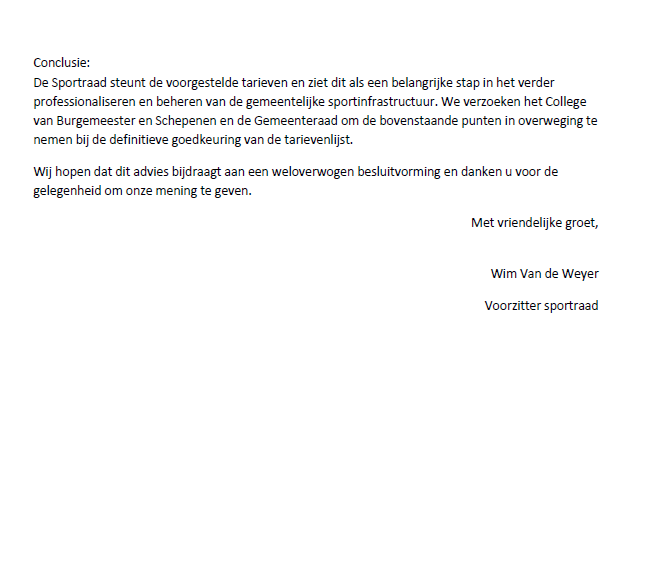 Conclusie:
De Sportraad steunt de voorgestelde tarieven en ziet dit als een belangrijke stap in het verder
professionaliseren en beheren van de gemeentelijke sportinfrastructuur. We verzoeken het College
van Burgemeester en Schepenen en de Gemeenteraad om de bovenstaande punten in overweging te
nemen bij de definitieve goedkeuring van de tarievenlijst.
Wij hopen dat dit advies bijdraagt aan een weloverwogen besluitvorming en danken u voor de
gelegenheid om onze mening te geven.
Met vriendelijke groet,
Wim Van de Weyer
Voorzitter sportraad